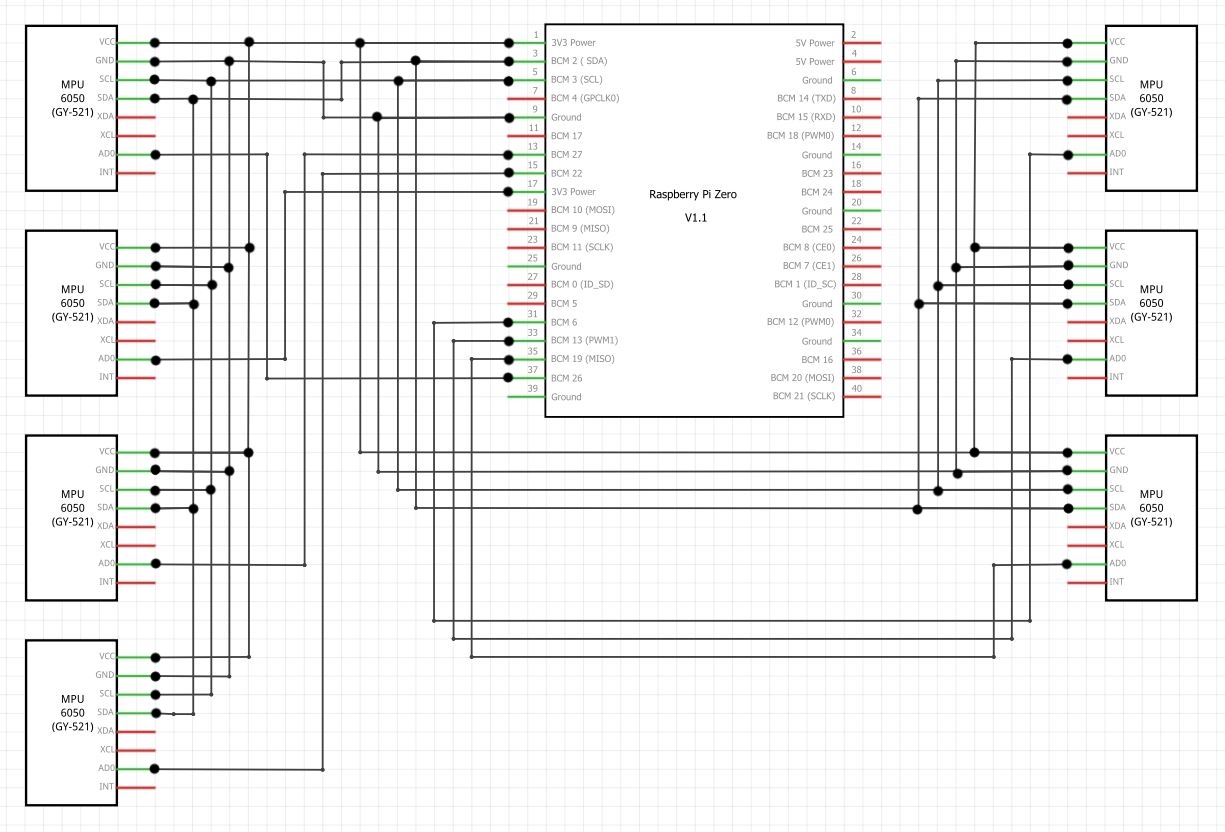 VCC
GND
SCL
SDA
XDA
XCL
AD0
INT
MPU
6050
(GY-521)
VCC
GND
SCL
SDA
XDA
XCL
AD0
INT
MPU
6050
(GY-521)
VCC
GND
SCL
SDA
XDA
XCL
AD0
INT
MPU
6050
(GY-521)
VCC
GND
SCL
SDA
XDA
XCL
AD0
INT
MPU
6050
(GY-521)
1 3V3 Power
3 BCM 2 ( SDA)
5 BCM 3 (SCL)
7 BCM 4 (GPCLK0)
9 Ground
11 BCM 17
13 BCM 27
15 BCM 22
17 3V3 Power
19 BCM 10 (MOSI)
21 BCM 9 (MISO)
23 BCM 11 (SCLK)
25 Ground
27 BCM 0 (ID_SD)
29 BCM 5
31 BCM 6
33 BCM 13 (PWM1)
35 BCM 19 (MISO)
37 BCM 26
39 Ground
Raspberry Pi Zero
V1.1
5V Power 2
5V Power 4
Ground 6
BCM 14 (TXD) 8
BCM 15 (RXD) 10
BCM 18 (PWM0) 12
Ground 14
BCM 23 16
BCM 24 18
Ground 20
BCM 25 22
BCM 8 (CE0) 24
BCM 7 (CE1) 26
BCM 1 (ID_SC) 28
Ground 30
BCM 12 (PWM0) 32
Ground 34
BCM 16 36
BCM 20 (MOSI) 38
BCM 21 (SCLK) 40
VCC
GND
SCL
SDA
XDA
XCL
AD0
INT
MPU
6050
(GY-521)
VCC
GND
SCL
SDA
XDA
XCL
AD0
INT
MPU
6050
(GY-521)
VCC
GND
SCL
SDA
XDA
XCL
AD0
INT
MPU
6050
(GY-521)